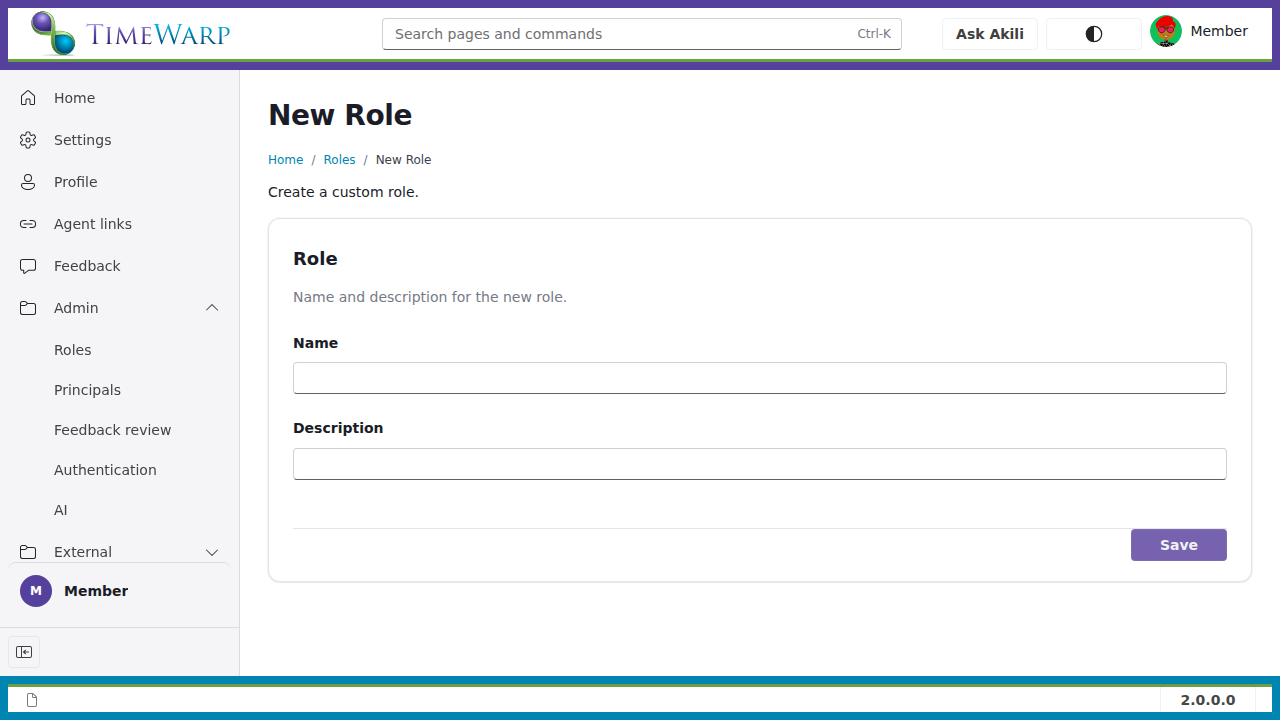 TIMEWARP
Search pages and commands
Ctrl-K
Ask Akili
Member
Home
Settings
Profile
Agent links
Feedback
Admin
Roles
Principals
Feedback review
Authentication
AI
External
M
Member
New Role
Home / Roles / New Role
Create a custom role.
Role
Name and description for the new role.
Name
Description
Save
2.0.0.0